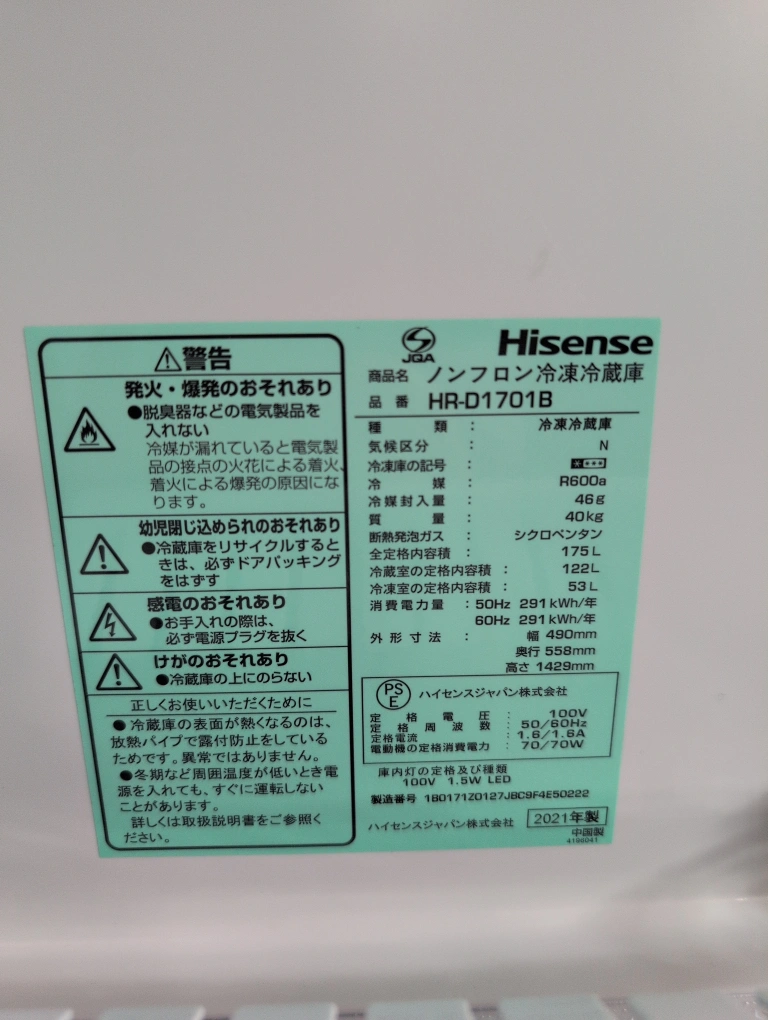 ⚠警告
発火・爆発のおそれあり
●脱臭器などの電気製品を
入れない
冷媒が漏れていると電気製
品の接点の火花による着火、
着火による爆発の原因にな
ります。
幼児閉じ込められのおそれあり
●冷蔵庫をリサイクルすると
きは、必ずドアパッキング
をはずす
感電のおそれあり
●お手入れの際は、
必ず電源プラグを抜く
けがのおそれあり
●冷蔵庫の上にのらない
正しくお使いいただくために
●冷蔵庫の表面が熱くなるのは、
放熱パイプで露付防止をしている
ためです。異常ではありません。
●冬期など周囲温度が低いとき電
源を入れても、すぐに運転しない
ことがあります。
詳しくは取扱説明書をご参照く
ださい。
JQA
Hisense
商品名 ノンフロン冷凍冷蔵庫
品番 HR-D1701B
種類 : 冷凍冷蔵庫
気候区分 : N
冷凍庫の記号 :
冷媒 : R600a
冷媒封入量 : 46g
質量 : 40kg
断熱発泡ガス : シクロペンタン
全定格内容積 : 175L
冷蔵室の定格内容積 : 122L
冷凍室の定格内容積 : 53L
消費電力量 : 50Hz 291kWh/年
60Hz 291kWh/年
外形寸法 : 幅 490mm
奥行 558mm
高さ 1429mm
PSE ハイセンスジャパン株式会社
定格電圧 : 100V
定格周波数 : 50/60Hz
定格電流 : 1.6/1.6A
電動機の定格消費電力 : 70/70W
庫内灯の定格及び種類
100V 1.5W LED
製造番号 1B0171Z0127JBC9F4E50222
ハイセンスジャパン株式会社 2021年製
中国製
4196041